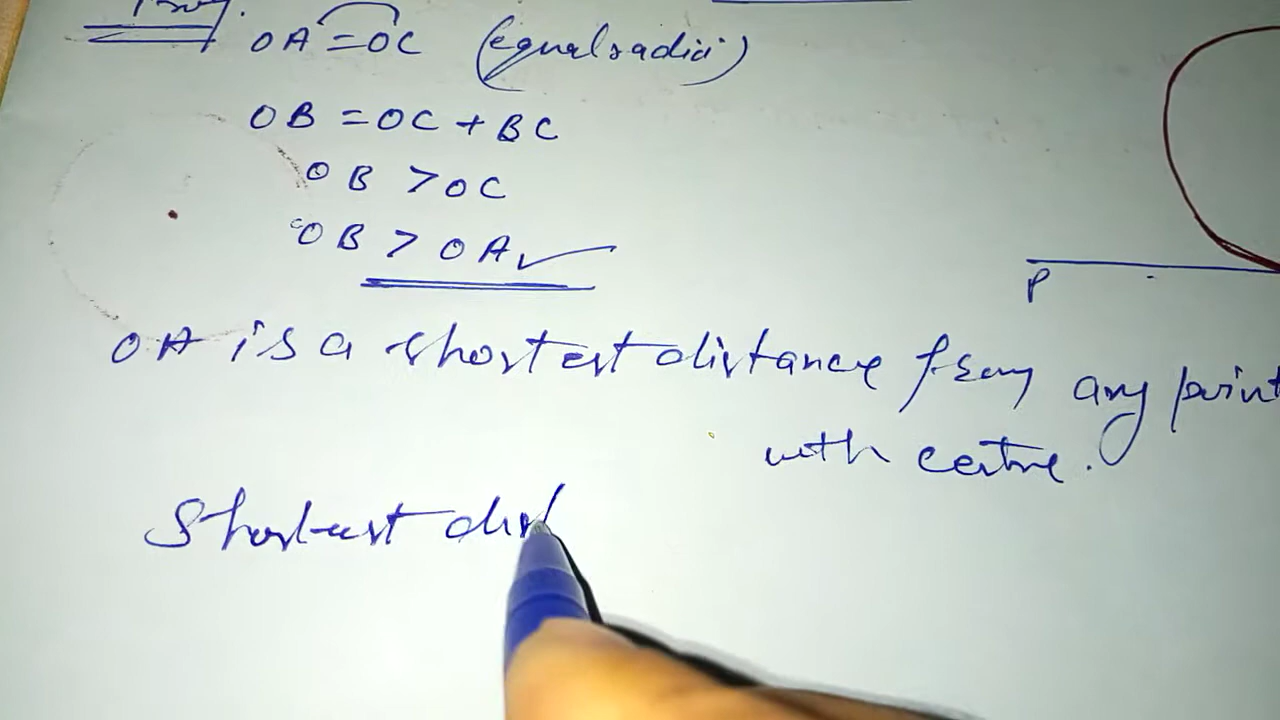 OA = OC (equal radii)
OB = OC + BC
OB > OC
OB > OA
P
OA is a shortest distance from any point
with centre.
Shortest dist